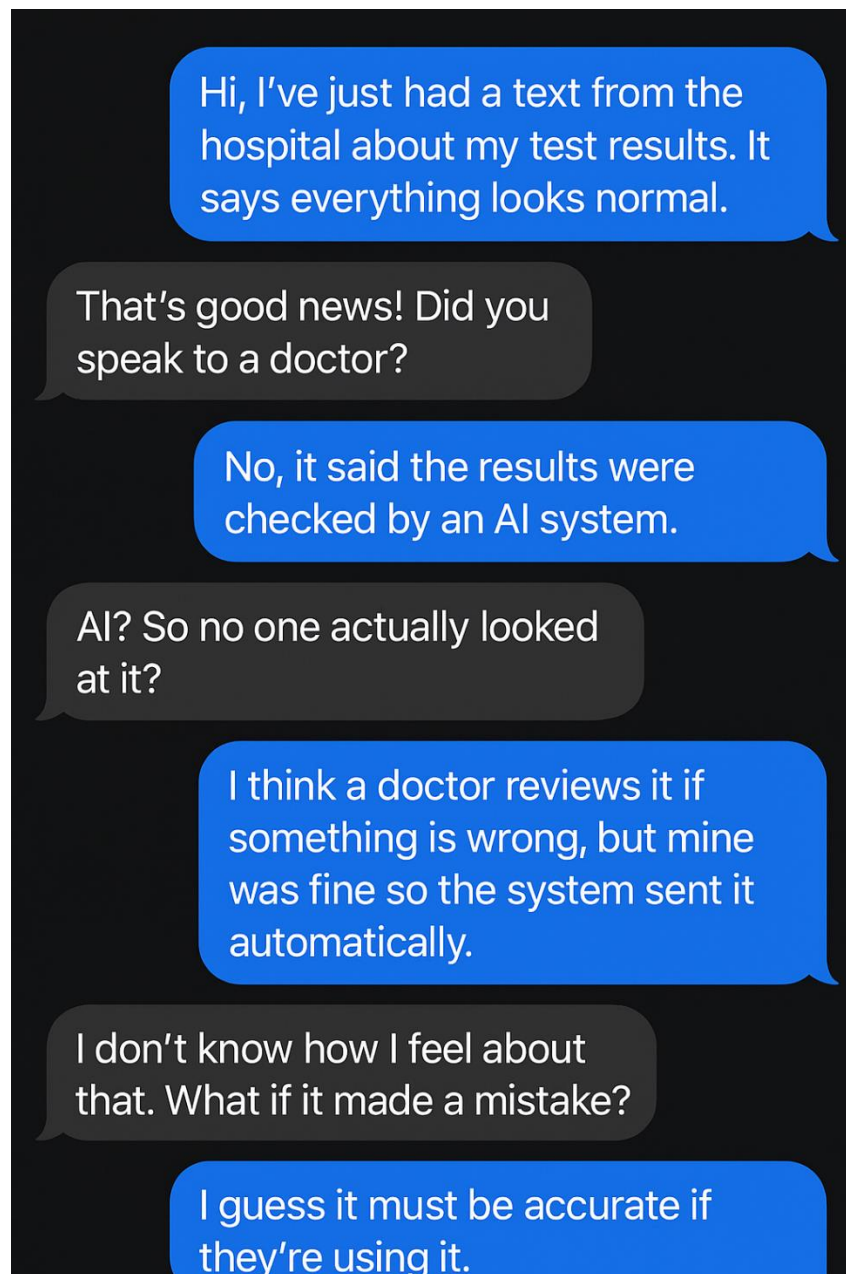 Hi, I’ve just had a text from the
hospital about my test results. It
says everything looks normal.
That’s good news! Did you
speak to a doctor?
No, it said the results were
checked by an AI system.
AI? So no one actually looked
at it?
I think a doctor reviews it if
something is wrong, but mine
was fine so the system sent it
automatically.
I don’t know how I feel about
that. What if it made a mistake?
I guess it must be accurate if
they’re using it.